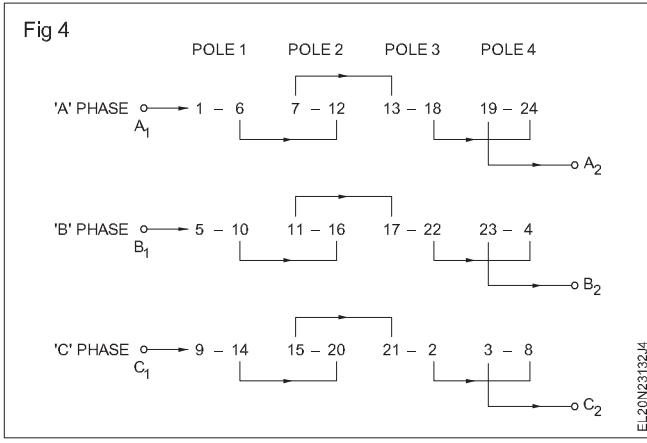 Fig 4
POLE 1 POLE 2 POLE 3 POLE 4
'A' PHASE 1 – 6 7 – 12 13 – 18 19 – 24
A1
A2
'B' PHASE 5 – 10 11 – 16 17 – 22 23 – 4
B1
B2
'C' PHASE 9 – 14 15 – 20 21 – 2 3 – 8
C1
C2
EL20N23132J4